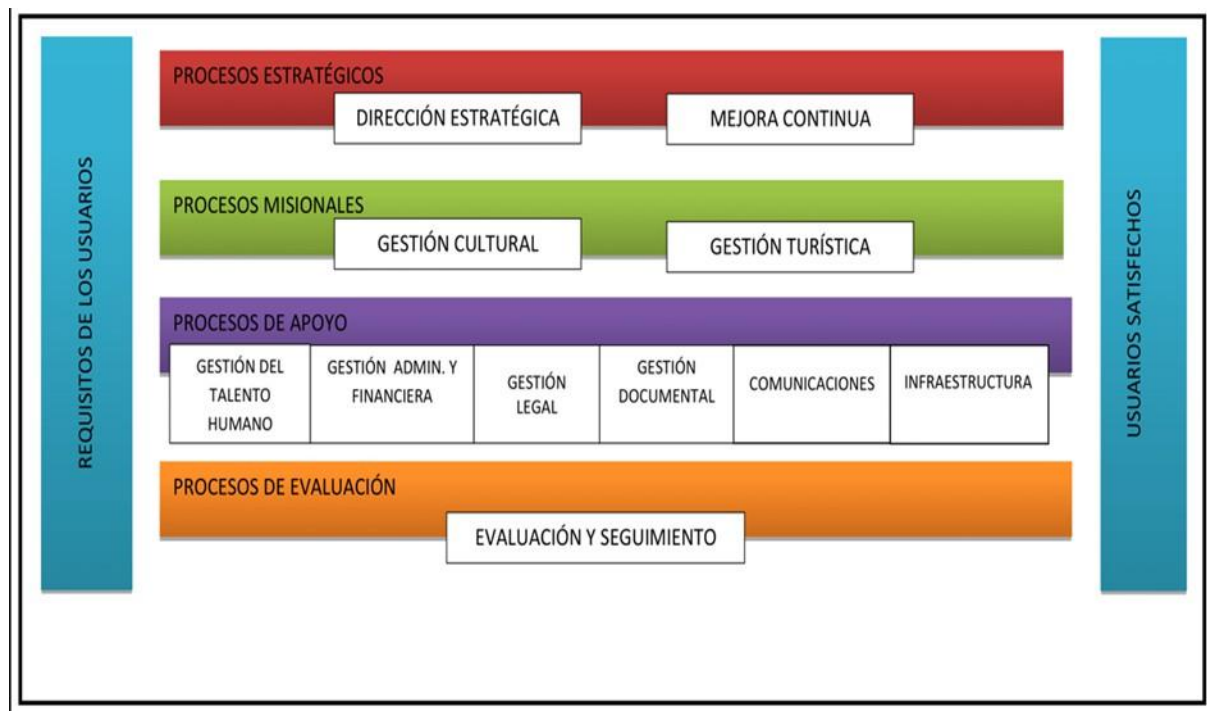 REQUISITOS DE LOS USUARIOS
PROCESOS ESTRATÉGICOS
DIRECCIÓN ESTRATÉGICA
MEJORA CONTINUA
PROCESOS MISIONALES
GESTIÓN CULTURAL
GESTIÓN TURÍSTICA
PROCESOS DE APOYO
GESTIÓN DEL
TALENTO
HUMANO
GESTIÓN ADMIN. Y
FINANCIERA
GESTIÓN
LEGAL
GESTIÓN
DOCUMENTAL
COMUNICACIONES
INFRAESTRUCTURA
PROCESOS DE EVALUACIÓN
EVALUACIÓN Y SEGUIMIENTO
USUARIOS SATISFECHOS